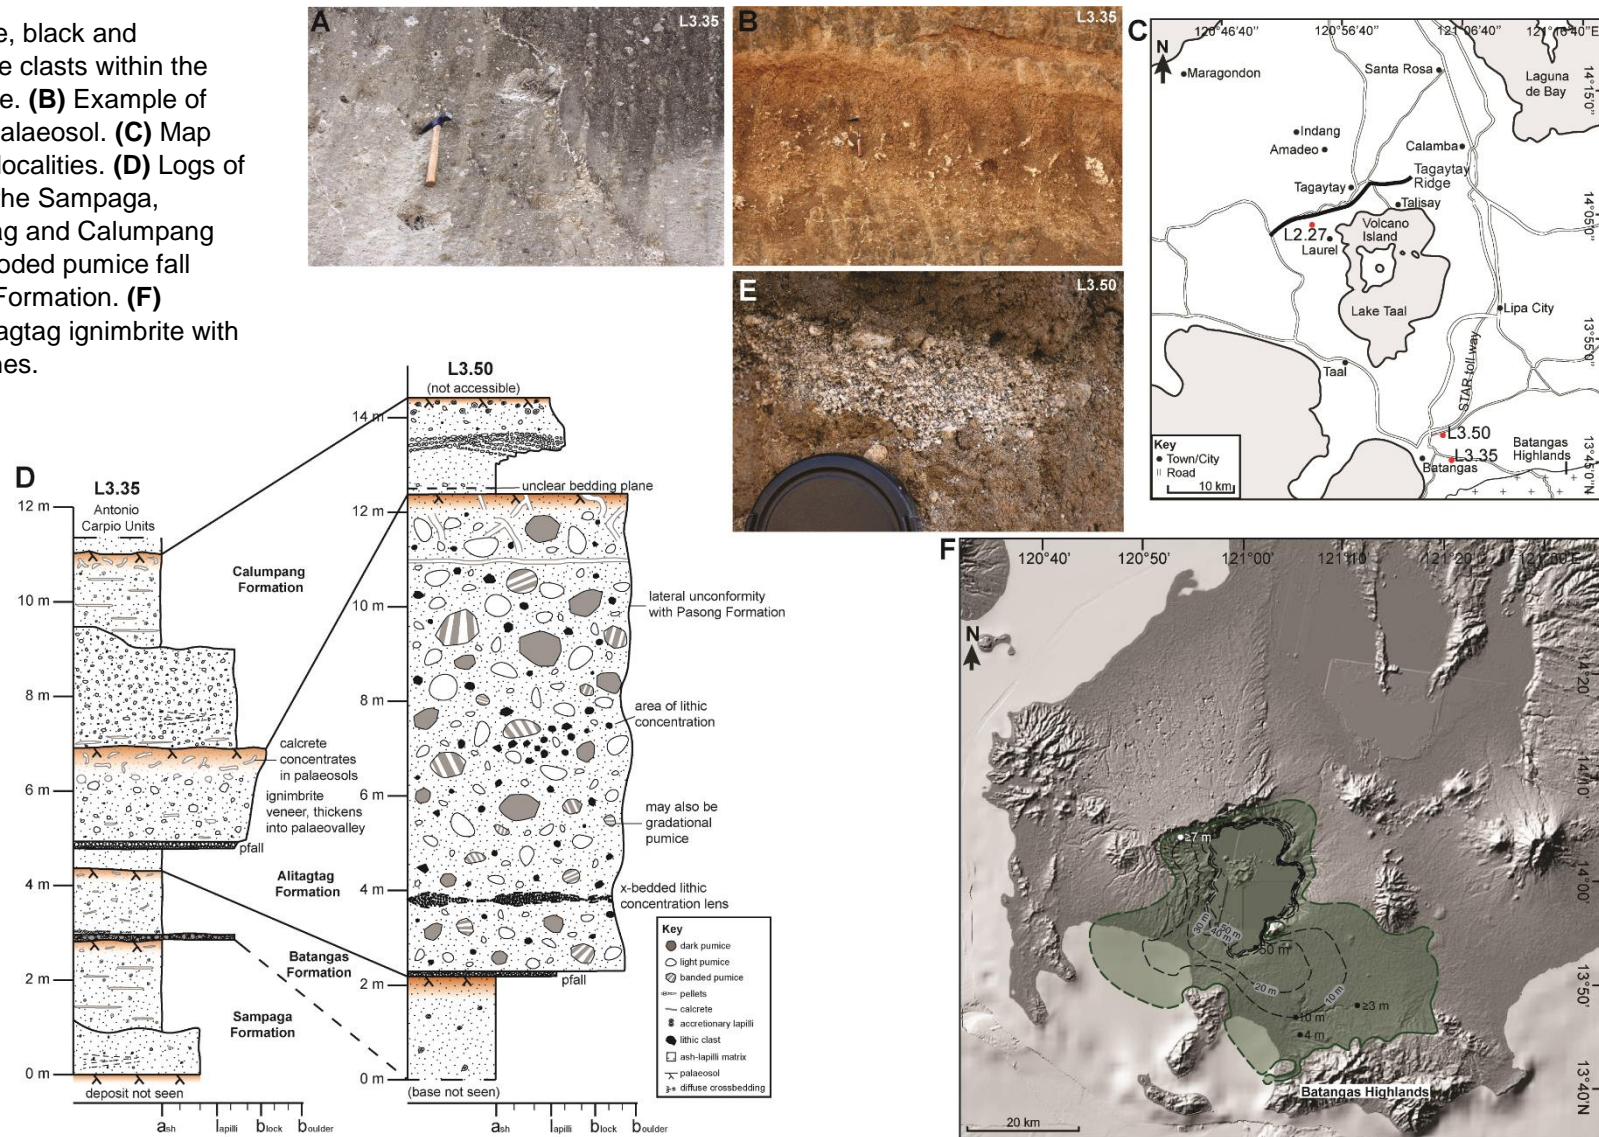 e, black and
e clasts within the
e. (B) Example of
alaeosol. (C) Map
localities. (D) Logs of
he Sampaga,
ag and Calumpang
oded pumice fall
Formation. (F)
agtag ignimbrite with
nes.
A
L3.35
B
L3.35
C
120°46'40"
120°56'40"
121°06'40"
121°16'40"E
N
Maragondon
Santa Rosa
Laguna
de Bay
14°15'0"
Indang
Amadeo
Calamba
Tagaytay
Tagaytay
Ridge
Talisay
14°05'0"
L2.27
Laurel
Volcano
Island
Lake Taal
Lipa City
13°55'0"
Taal
STAR toll way
L3.50
L3.35
Batangas
Batangas
Highlands
13°45'0"N
Key
Town/City
Road
10 km
E
L3.50
D
L3.35
Antonio
Carpio Units
12 m
10 m
8 m
6 m
4 m
2 m
0 m
deposit not seen
ash
lapilli
block
boulder
calcrete
concentrates
in palaeosols
ignimbrite
veneer, thickens
into palaeovalley
pfall
Calumpang
Formation
Alitagtag
Formation
Batangas
Formation
Sampaga
Formation
L3.50
(not accessible)
14 m
12 m
10 m
8 m
6 m
4 m
2 m
0 m
(base not seen)
ash
lapilli
block
boulder
unclear bedding plane
lateral unconformity
with Pasong Formation
area of lithic
concentration
may also be
gradational
pumice
x-bedded lithic
concentration lens
pfall
Key
dark pumice
light pumice
banded pumice
pellets
calcrete
accretionary lapilli
lithic clast
ash-lapilli matrix
palaeosol
diffuse crossbedding
F
120°40'
120°50'
121°00'
121°10'
121°20'
N
14°20'
14°10'
14°00'
13°50'
13°40'N
≥7 m
30 m
40 m
50 m
20 m
10 m
≥3 m
10 m
4 m
Batangas Highlands
20 km